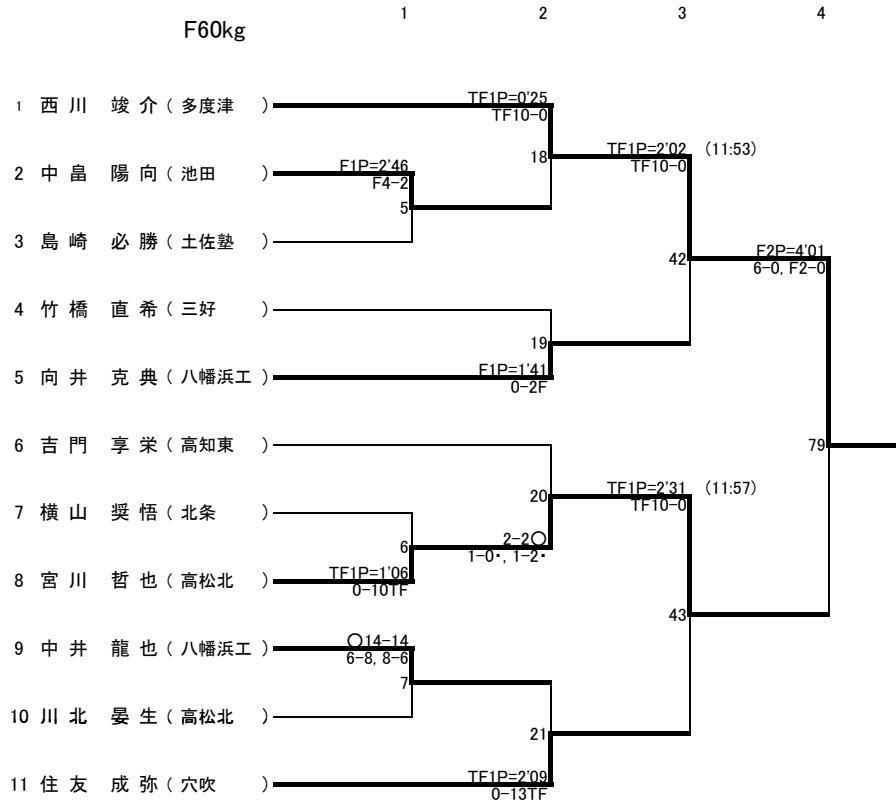 1 2 3 4
F60kg
1 西川 竣介 ( 多度津 )
TF1P=0'25
TF10-0
18
TF1P=2'02 (11:53)
TF10-0
2 中畠 陽向 ( 池田 )
F1P=2'46
F4-2
5
3 島崎 必勝 ( 土佐塾 )
42
F2P=4'01
6-0, F2-0
4 竹橋 直希 ( 三好 )
19
5 向井 克典 ( 八幡浜工 )
F1P=1'41
0-2F
6 吉門 享栄 ( 高知東 )
79
20
TF1P=2'31 (11:57)
TF10-0
7 横山 奨悟 ( 北条 )
6
2-2○
1-0・, 1-2・
8 宮川 哲也 ( 高松北 )
TF1P=1'06
0-10TF
43
9 中井 龍也 ( 八幡浜工 )
○14-14
6-8, 8-6
7
10 川北 晏生 ( 高松北 )
21
11 住友 成弥 ( 穴吹 )
TF1P=2'09
0-13TF